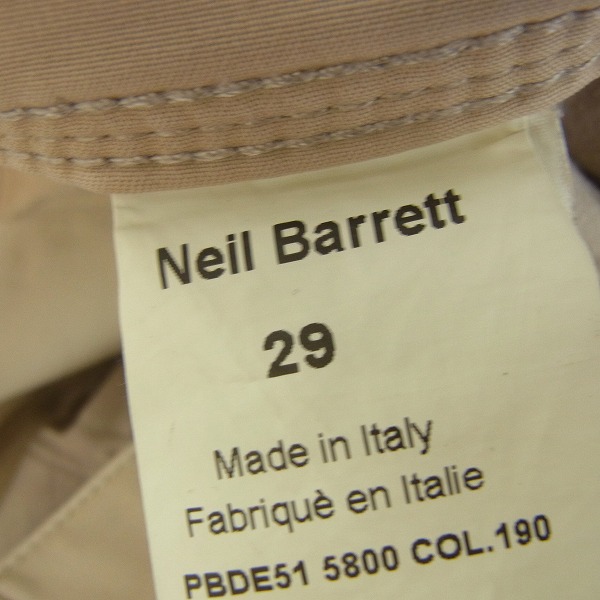 Neil Barrett
29
Made in Italy
Fabriquè en Italie
PBDE51 5800 COL.190